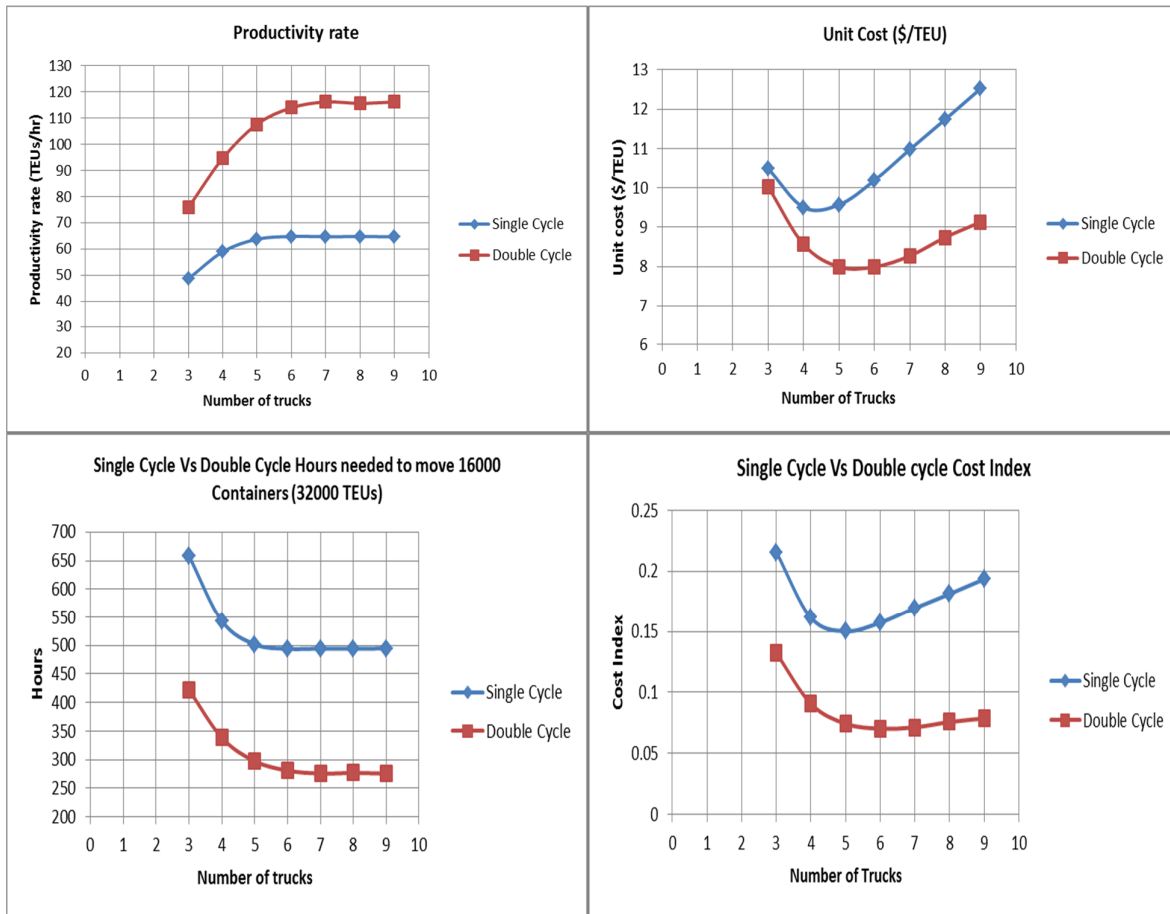 Productivity rate
Productivity rate (TEUs/hr)
130
120
110
100
90
80
70
60
50
40
30
20
0 1 2 3 4 5 6 7 8 9 10
Number of trucks
Single Cycle
Double Cycle
Unit Cost ($/TEU)
Unit cost ($/TEU)
13
12
11
10
9
8
7
6
0 1 2 3 4 5 6 7 8 9 10
Number of Trucks
Single Cycle
Double Cycle
Single Cycle Vs Double Cycle Hours needed to move 16000
Containers (32000 TEUs)
Hours
700
650
600
550
500
450
400
350
300
250
200
0 1 2 3 4 5 6 7 8 9 10
Number of trucks
Single Cycle
Double Cycle
Single Cycle Vs Double cycle Cost Index
Cost Index
0.25
0.2
0.15
0.1
0.05
0
0 1 2 3 4 5 6 7 8 9 10
Number of Trucks
Single Cycle
Double Cycle